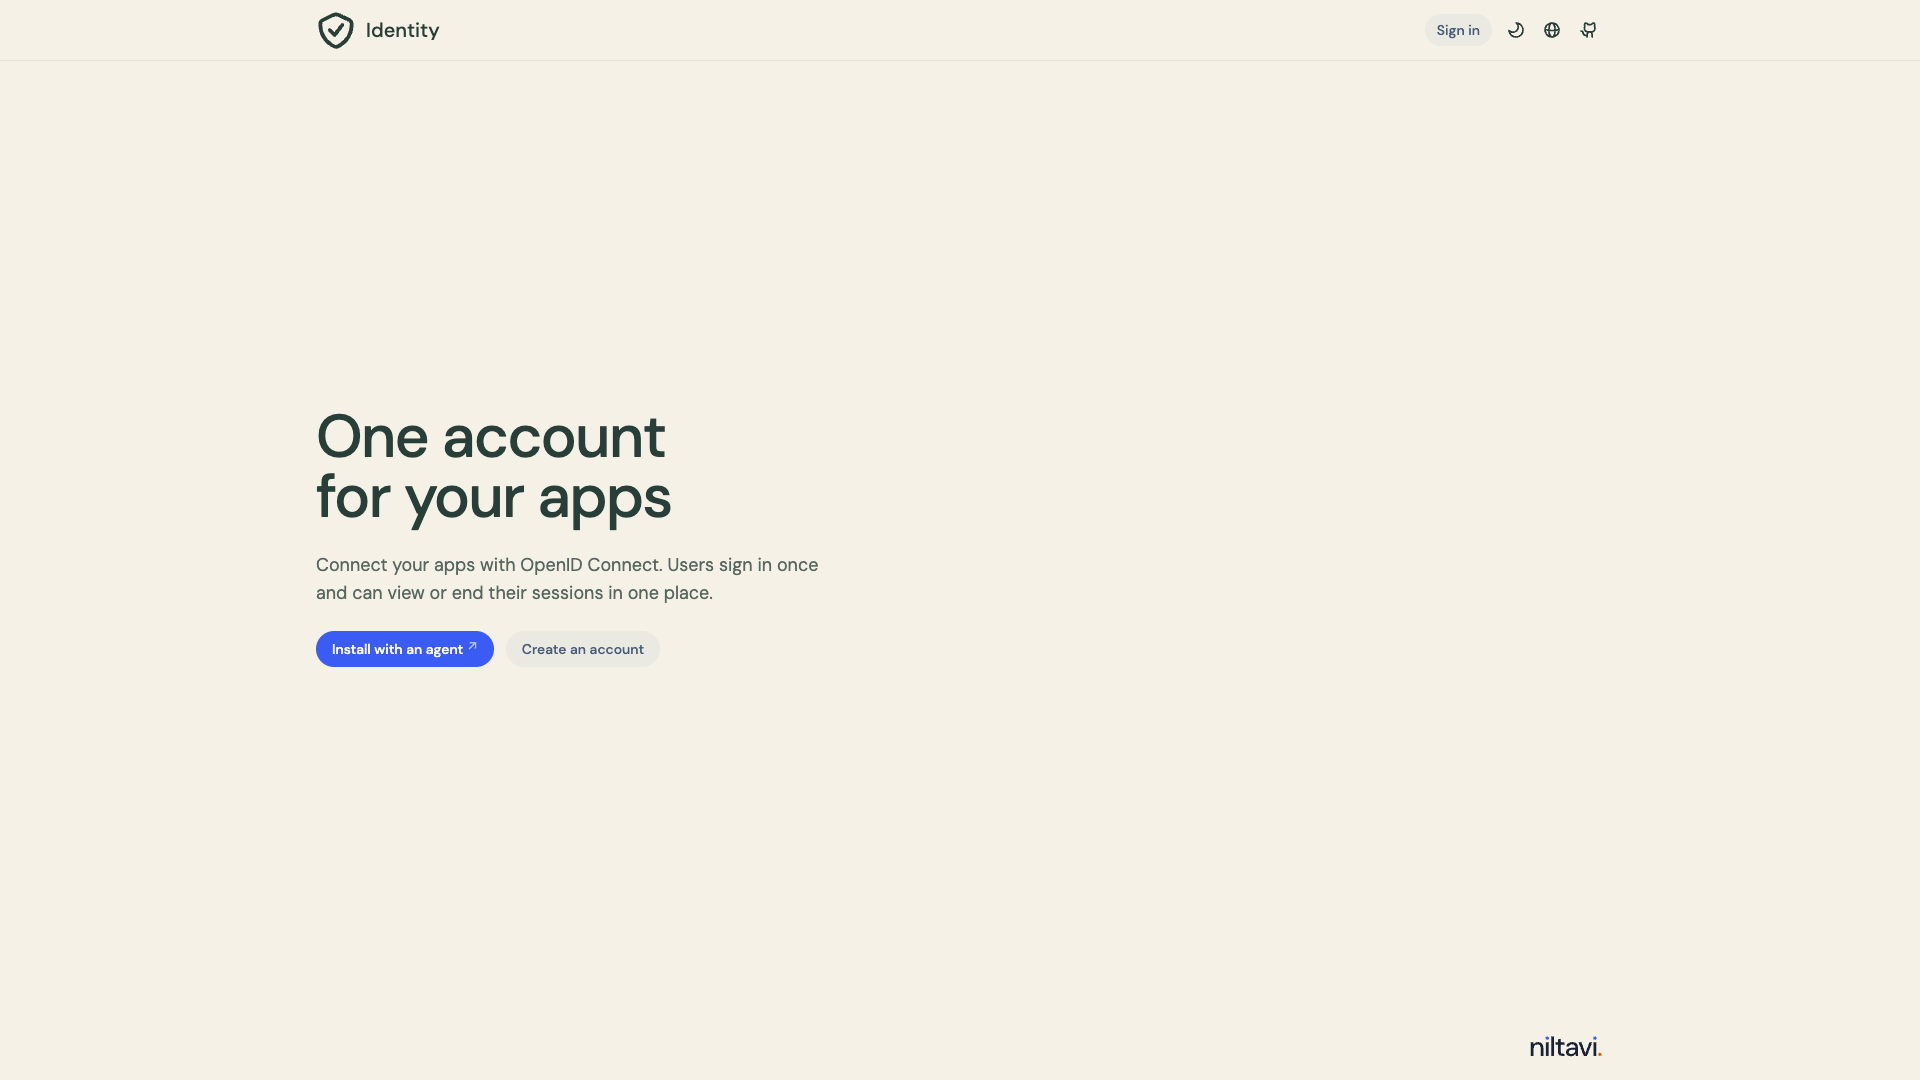 Identity
Sign in
One account
for your apps
Connect your apps with OpenID Connect. Users sign in once
and can view or end their sessions in one place.
Install with an agent
Create an account
niltavi.